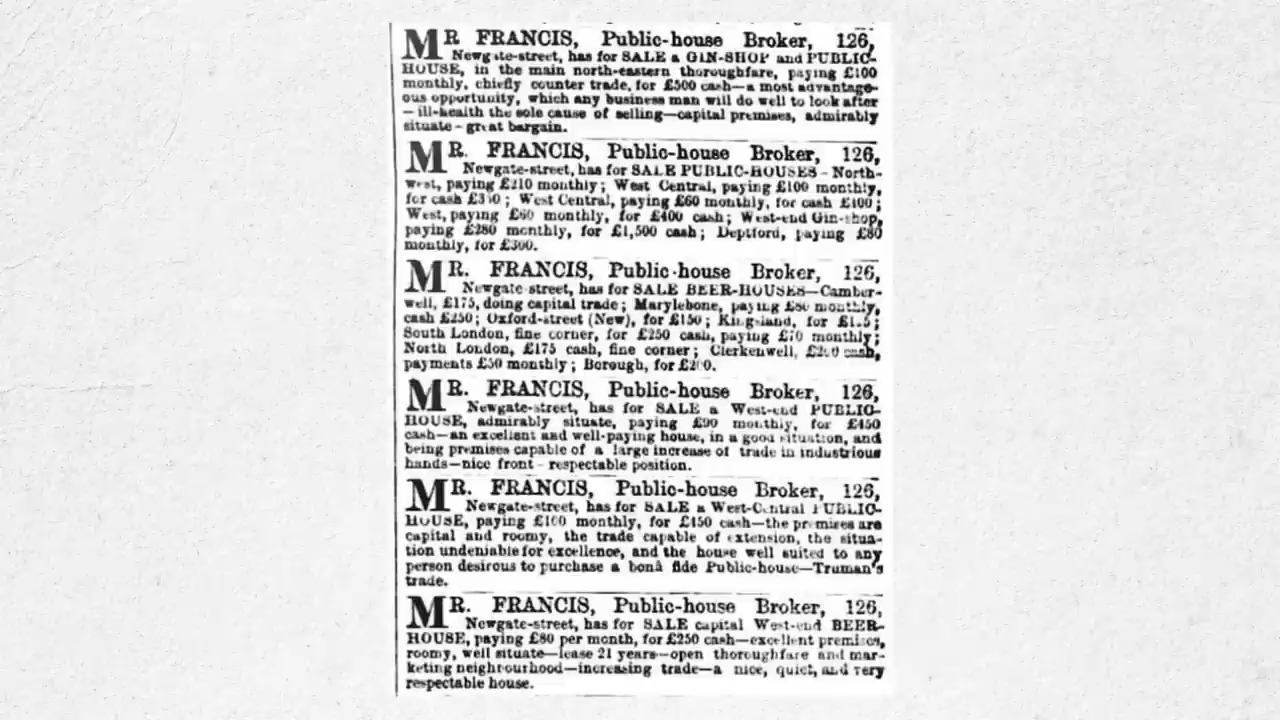 MR FRANCIS, Public-house Broker, 126,
Newgate-street, has for SALE a GIN-SHOP and PUBLIC-
HOUSE, in the main north-eastern thoroughfare, paying £100
monthly, chiefly counter trade, for £500 cash—a most advantage-
ous opportunity, which any business man will do well to look after
—ill-health the sole cause of selling—capital premises, admirably
situate—great bargain.
MR. FRANCIS, Public-house Broker, 126,
Newgate-street, has for SALE PUBLIC-HOUSES—North-
west, paying £210 monthly; West Central, paying £100 monthly,
for cash; West Central, paying £60 monthly, for cash £400;
West, paying £60 monthly, for £400 cash; West-end Gin-shop,
paying £280 monthly, for £1,500 cash; Deptford, paying £80
monthly, for £300.
MR. FRANCIS, Public-house Broker, 126,
Newgate-street, has for SALE BEER-HOUSES—Camber-
well, £175, doing capital trade; Marylebone, paying £80 monthly,
cash £250; Oxford-street (New), for £150; Kingsland, for
South London, fine corner, for £250 cash, paying £70 monthly;
North London, £175 cash, fine corner; Clerkenwell, cash,
payments £50 monthly; Borough, for
MR. FRANCIS, Public-house Broker, 126,
Newgate-street, has for SALE a West-end PUBLIC-
HOUSE, admirably situate, paying £90 monthly, for £450
cash—an excellent and well-paying house, in a good situation, and
being premises capable of a large increase of trade in industrious
hands—nice front—respectable position.
MR. FRANCIS, Public-house Broker, 126,
Newgate-street, has for SALE a West-Central PUBLIC-
HOUSE, paying £100 monthly, for £450 cash—the premises are
capital and roomy, the trade capable of extension, the situa-
tion undeniable for excellence, and the house well suited to any
person desirous to purchase a bonâ fide Public-house—Truman's
trade.
MR. FRANCIS, Public-house Broker, 126,
Newgate-street, has for SALE capital West-end BEER-
HOUSE, paying £80 per month, for £250 cash—excellent premises,
roomy, well situate—lease 21 years—open thoroughfare and mar-
keting neighbourhood—increasing trade—a nice, quiet, and very
respectable house.